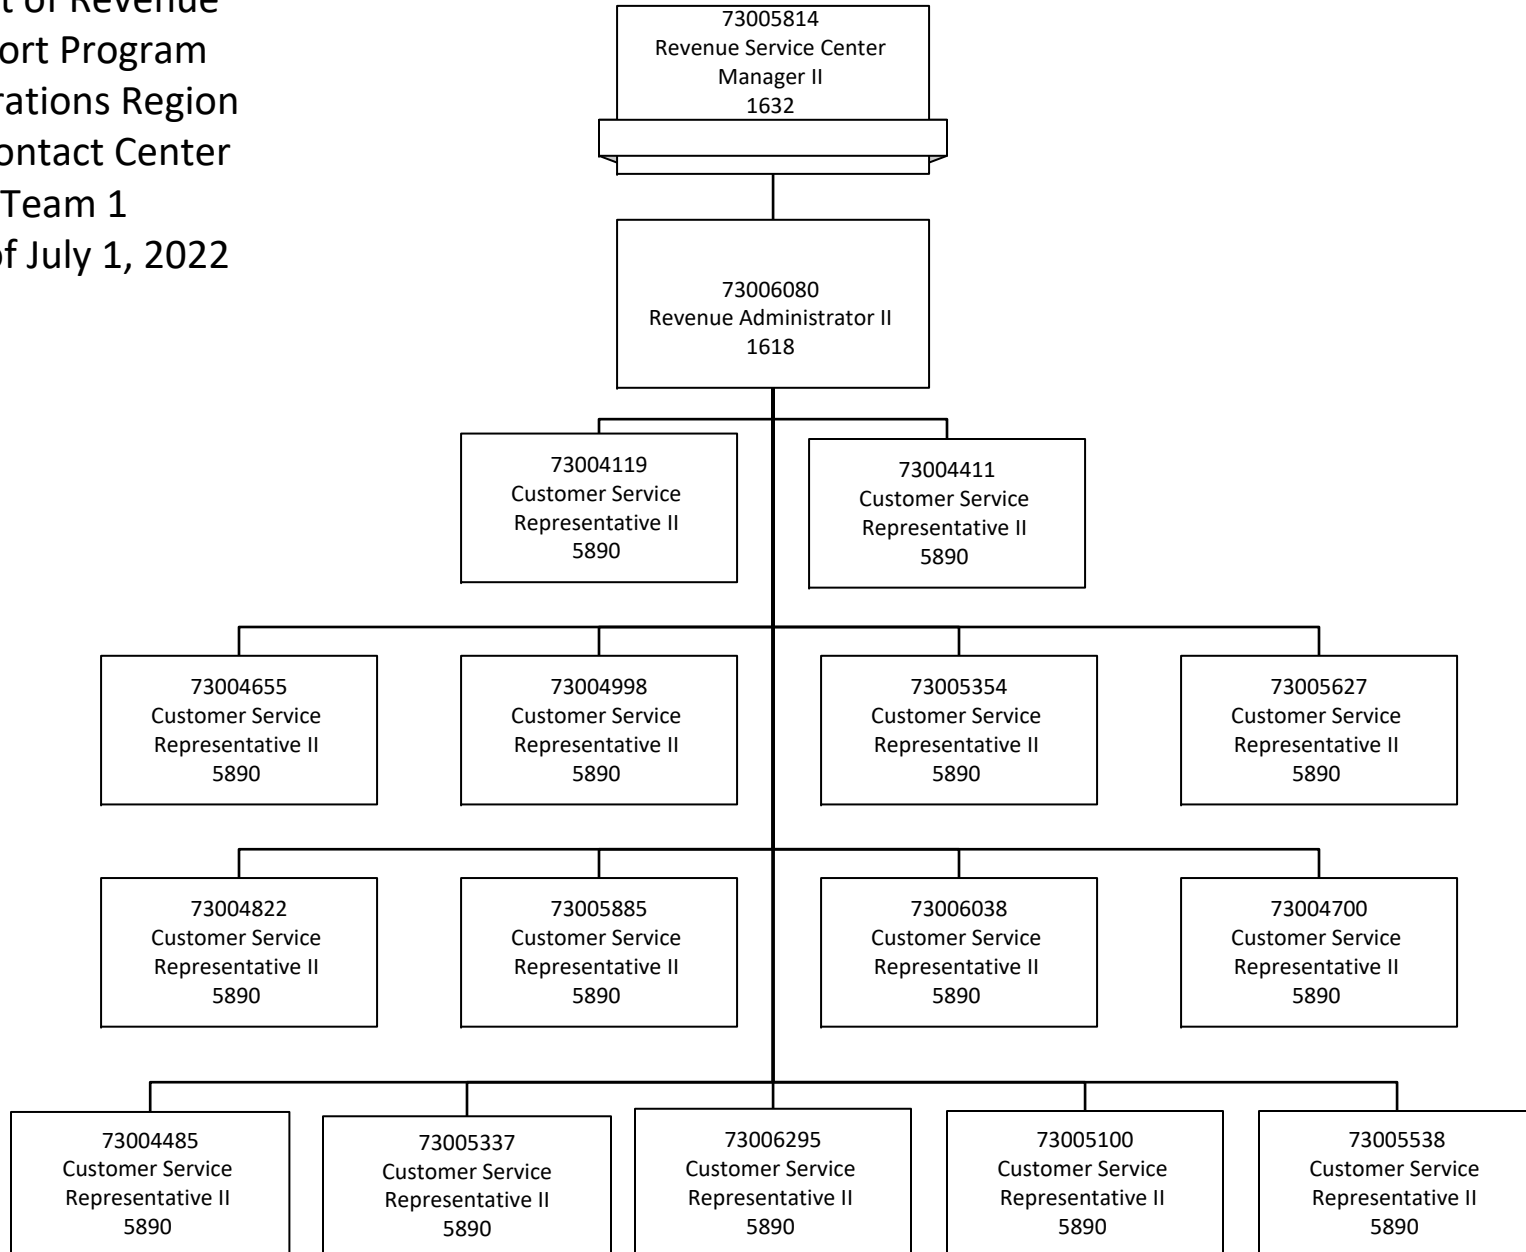 of Revenue
Program
Region
Center
Team 1
July 1, 2022
73005814
Revenue Service Center
Manager II
1632
73006080
Revenue Administrator II
1618
73004119
Customer Service
Representative II
5890
73004411
Customer Service
Representative II
5890
73004655
Customer Service
Representative II
5890
73004998
Customer Service
Representative II
5890
73005354
Customer Service
Representative II
5890
73005627
Customer Service
Representative II
5890
73004822
Customer Service
Representative II
5890
73005885
Customer Service
Representative II
5890
73006038
Customer Service
Representative II
5890
73004700
Customer Service
Representative II
5890
73004485
Customer Service
Representative II
5890
73005337
Customer Service
Representative II
5890
73006295
Customer Service
Representative II
5890
73005100
Customer Service
Representative II
5890
73005538
Customer Service
Representative II
5890